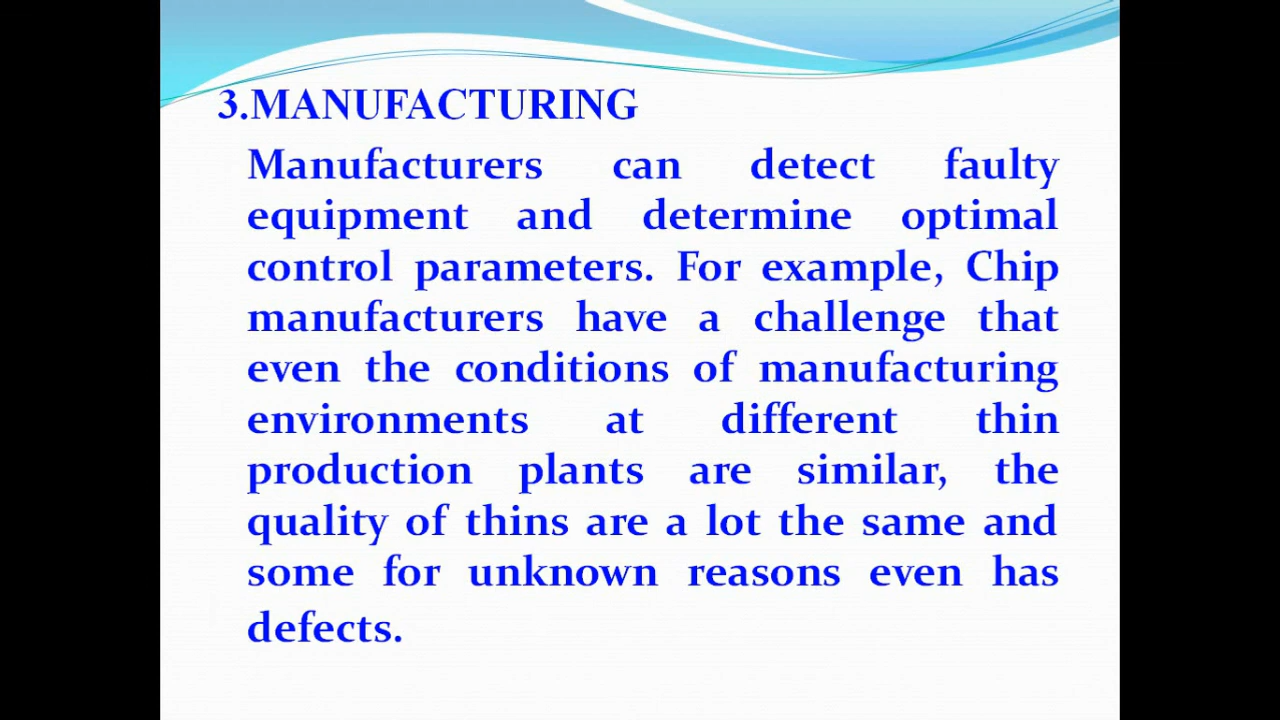 3.MANUFACTURING
Manufacturers can detect faulty
equipment and determine optimal
control parameters. For example, Chip
manufacturers have a challenge that
even the conditions of manufacturing
environments at different thin
production plants are similar, the
quality of thins are a lot the same and
some for unknown reasons even has
defects.